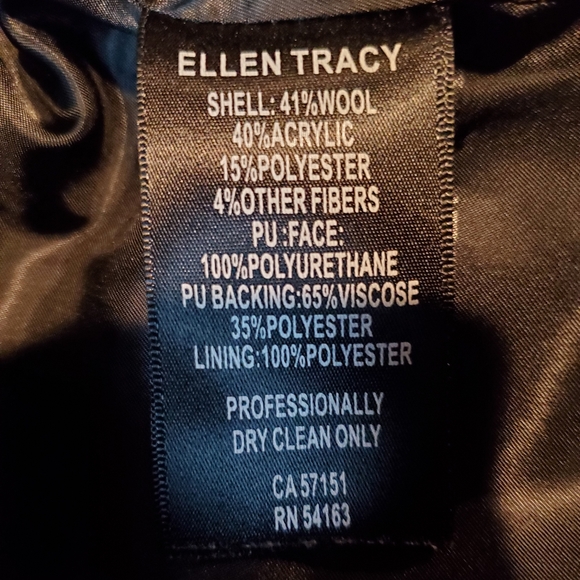 ELLEN TRACY
SHELL: 41%WOOL
40%ACRYLIC
15%POLYESTER
4%OTHER FIBERS
PU :FACE:
100%POLYURETHANE
PU BACKING:65%VISCOSE
35%POLYESTER
LINING:100%POLYESTER
PROFESSIONALLY
DRY CLEAN ONLY
CA 57151
RN 54163